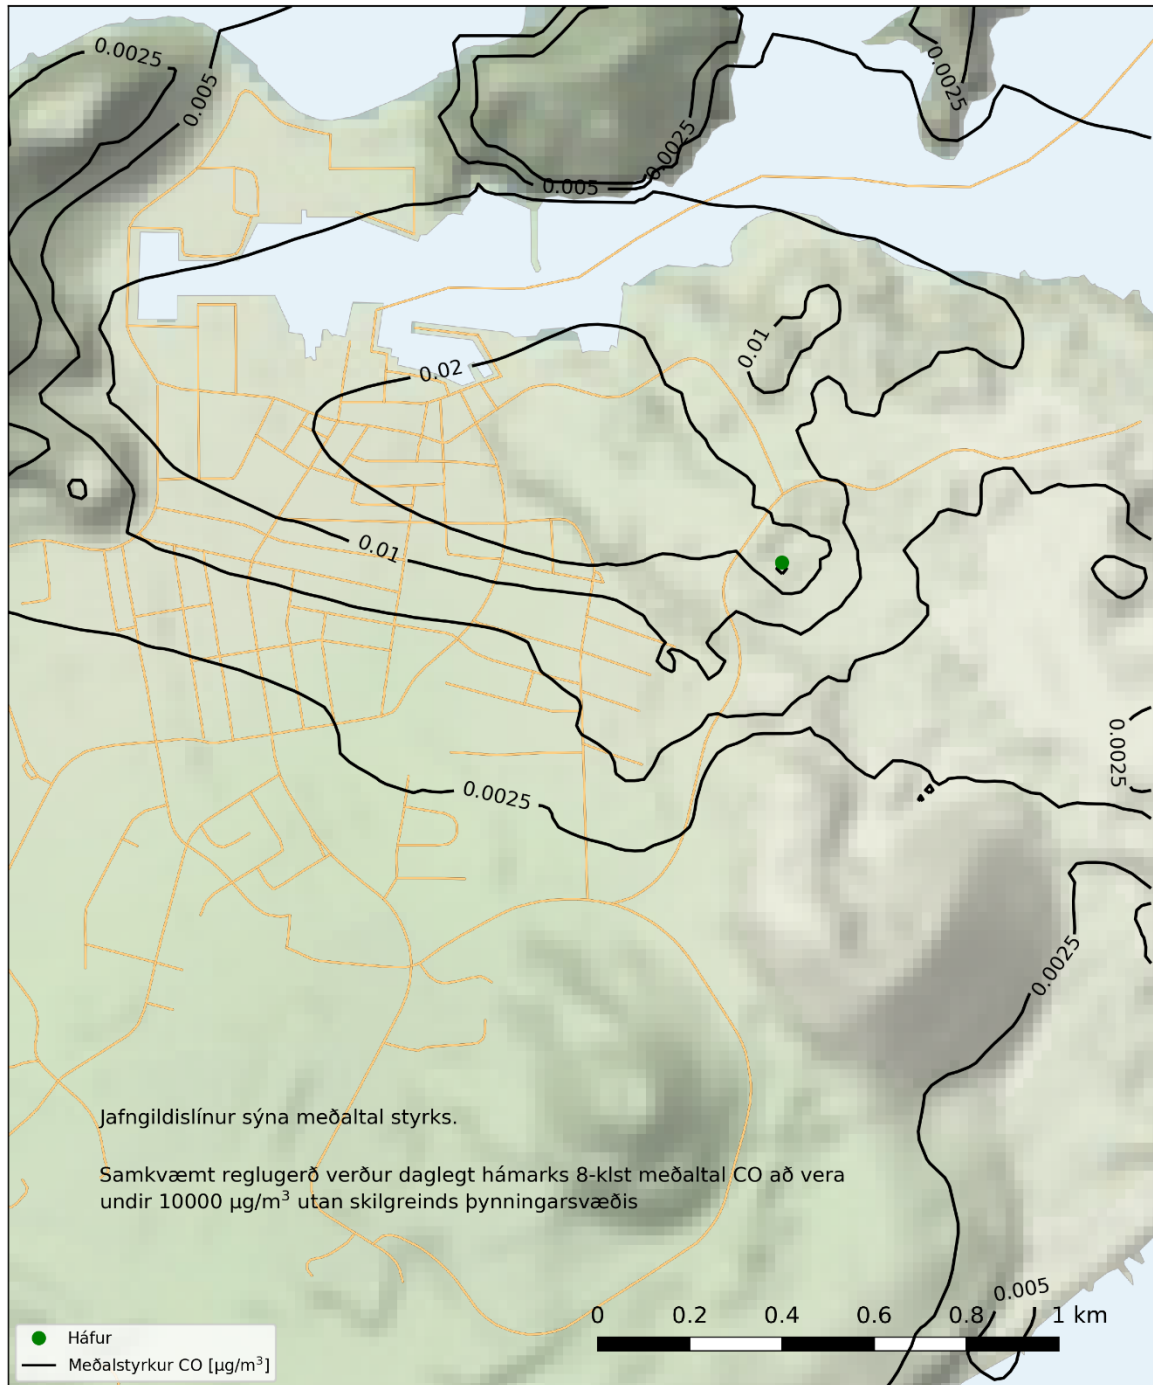 0.0025
0.005
0.0025
0.0025
0.005
0.01
0.02
0.01
0.0025
0.0025
0.0025
Jafngildislínur sýna meðaltal styrks.
Samkvæmt reglugerð verður daglegt hámarks 8-klst meðaltal CO að vera
undir 10000 µg/m³ utan skilgreinds þynningarsvæðis
0.005
0 0.2 0.4 0.6 0.8 1 km
Háfur
Meðalstyrkur CO [µg/m³]